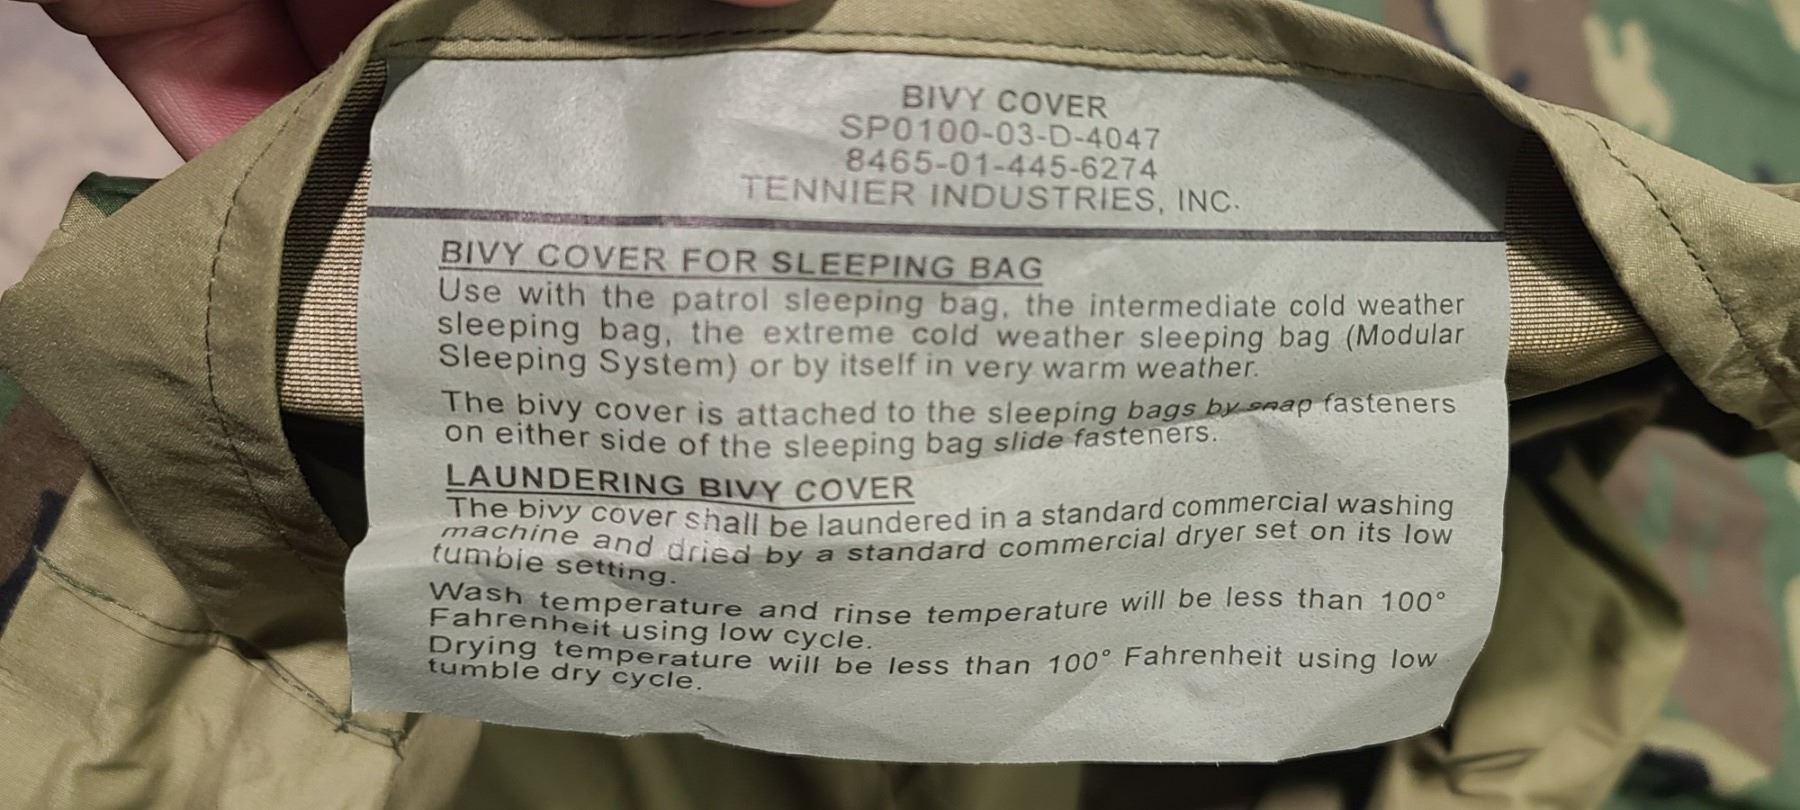 BIVY COVER
SP0100-03-D-4047
8465-01-445-6274
TENNIER INDUSTRIES, INC.
BIVY COVER FOR SLEEPING BAG
Use with the patrol sleeping bag, the intermediate cold weather
sleeping bag, the extreme cold weather sleeping bag (Modular
Sleeping System) or by itself in very warm weather.
The bivy cover is attached to the sleeping bags by snap fasteners
on either side of the sleeping bag slide fasteners.
LAUNDERING BIVY COVER
The bivy cover shall be laundered in a standard commercial washing
machine and dried by a standard commercial dryer set on its low
tumble setting.
Wash temperature and rinse temperature will be less than 100°
Fahrenheit using low cycle.
Drying temperature will be less than 100° Fahrenheit using low
tumble dry cycle.